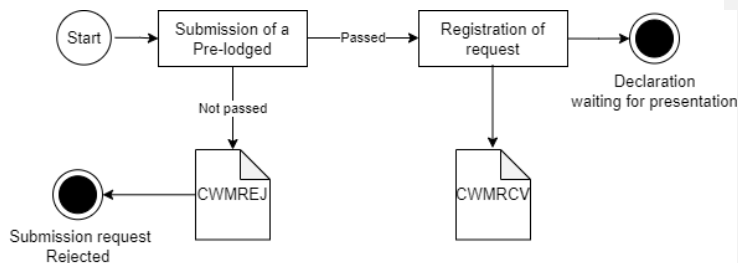 Start
Submission of a
Pre-lodged
Passed
Registration of
request
Declaration
waiting for presentation
Not passed
CWMREJ
CWMRCV
Submission request
Rejected